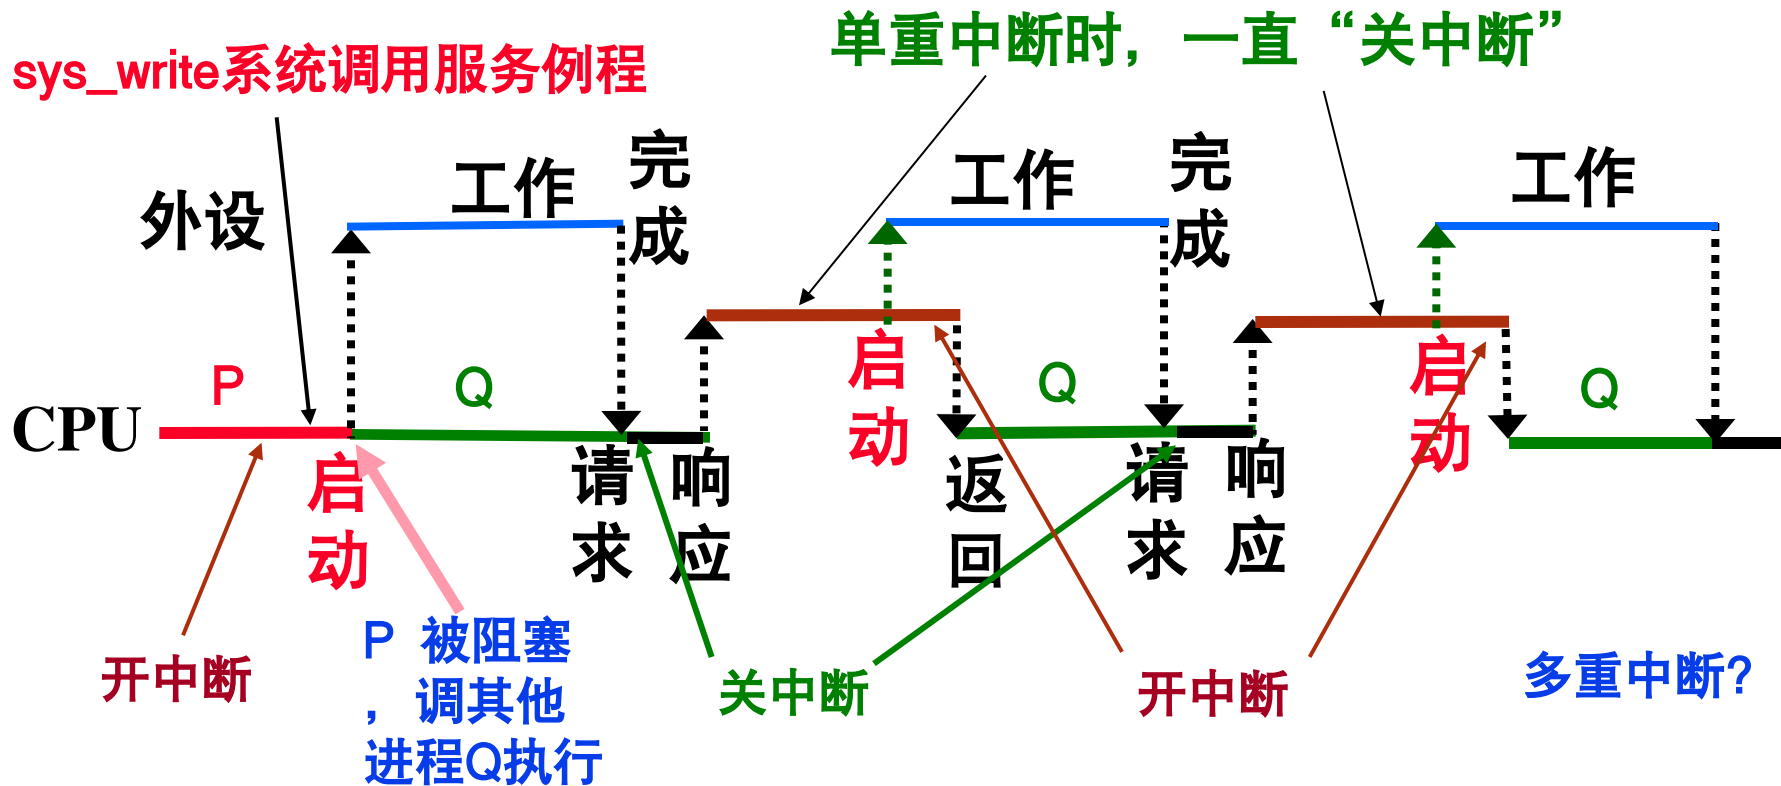 单重中断时，一直“关中断”
sys_write系统调用服务例程
外设
工作
完成
工作
完成
工作
P
Q
启动
Q
启动
Q
CPU
启动
请求
响应
返回
请求
响应
开中断
P 被阻塞
，调其他
进程Q执行
关中断
开中断
多重中断?